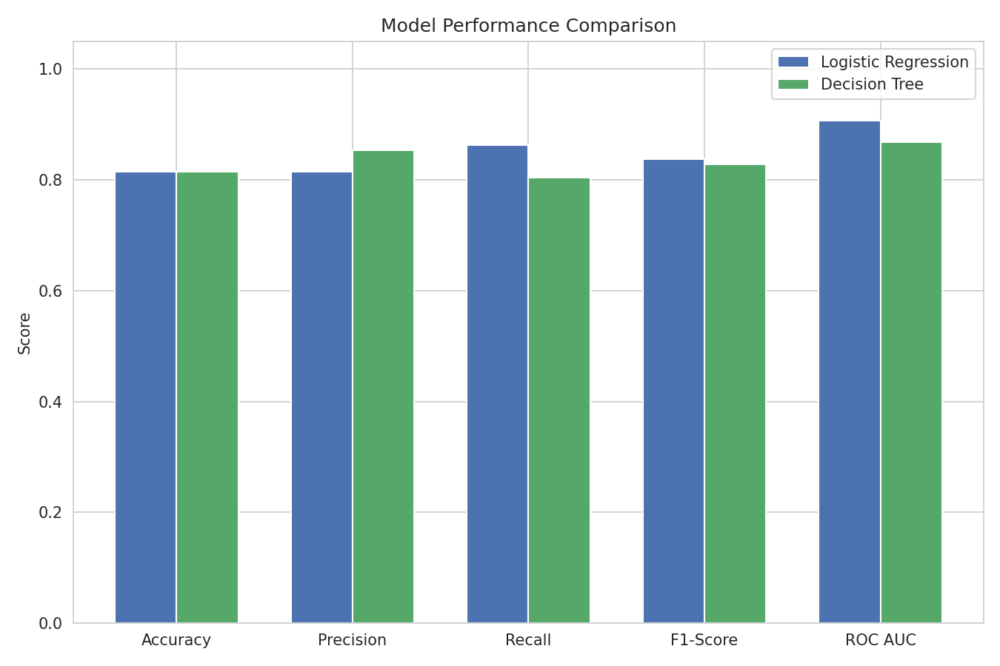 Model Performance Comparison
Logistic Regression
Decision Tree
Score
1.0
0.8
0.6
0.4
0.2
0.0
Accuracy
Precision
Recall
F1-Score
ROC AUC